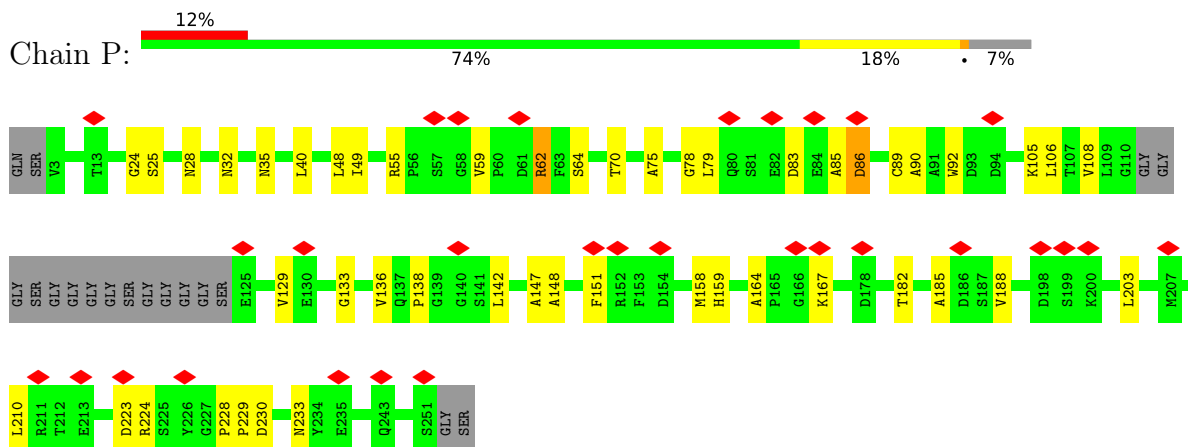 12%
Chain P:
74% 18% • 7%
GLN SER V3 T13 G24 S25 N28 N32 N35 L40 L48 I49 R55 P56 S57 G58 V59 P60 D61 R62 F63 S64 T70 A75 G78 L79 Q80 S81 E82 D83 E84 A85 D86 C89 A90 A91 W92 D93 D94 K105 L106 T107 V108 L109 G110 GLY GLY
GLY SER GLY GLY GLY GLY SER GLY GLY GLY GLY SER E125 V129 E130 G133 V136 Q137 P138 G139 G140 S141 L142 A147 A148 F151 R152 F153 D154 M158 H159 A164 P165 G166 K167 D178 T182 A185 D186 S187 V188 D198 S199 K200 L203 M207
L210 R211 T212 E213 D223 R224 S225 Y226 G227 P228 P229 D230 N233 Y234 E235 Q243 S251 GLY SER